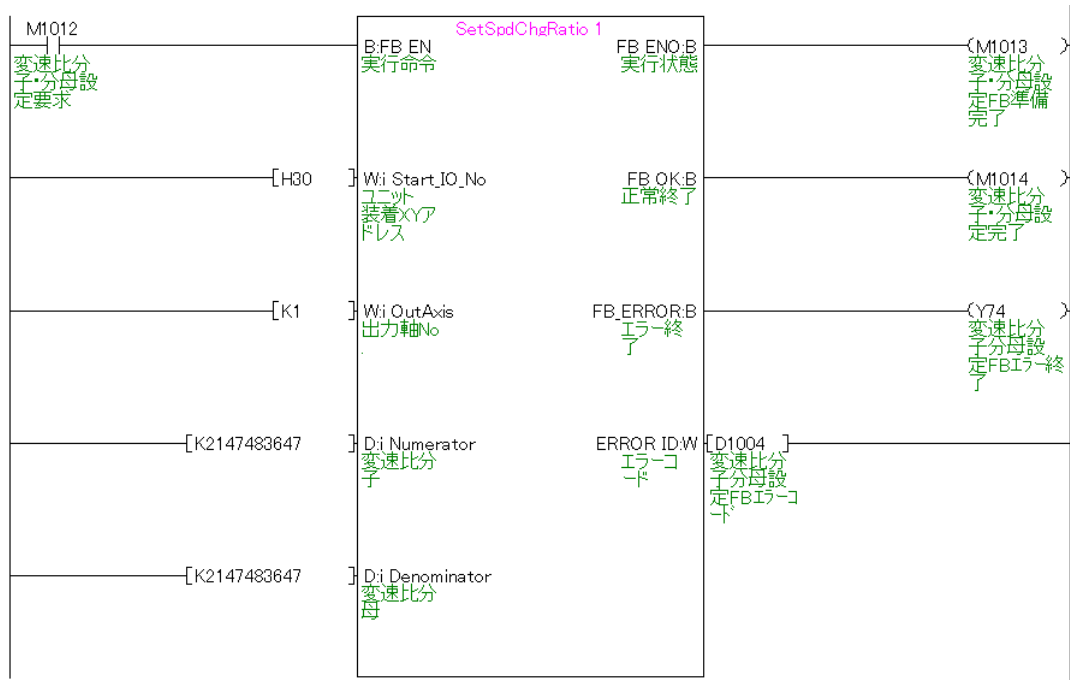 M1012
変速比分
子・分母設
定要求
SetSpdChgRatio 1
B:FB EN
実行命令
FB ENO:B
実行状態
(M1013 )
変速比分
子・分母設
定FB準備
完了
[H30 ]
W:i Start_IO_No
ユニット
装着XYア
ドレス
FB OK:B
正常終了
(M1014 )
変速比分
子・分母設
定完了
[K1 ]
W:i OutAxis
出力軸No
.
FB_ERROR:B
エラー終
了
(Y74 )
変速比分
子分母設
定FBエラー終
了
[K2147483647 ]
D:i Numerator
変速比分
子
ERROR ID:W
エラーコ
ード
[D1004 ]
変速比分
子分母設
定FBエラーコ
ード
[K2147483647 ]
D:i Denominator
変速比分
母